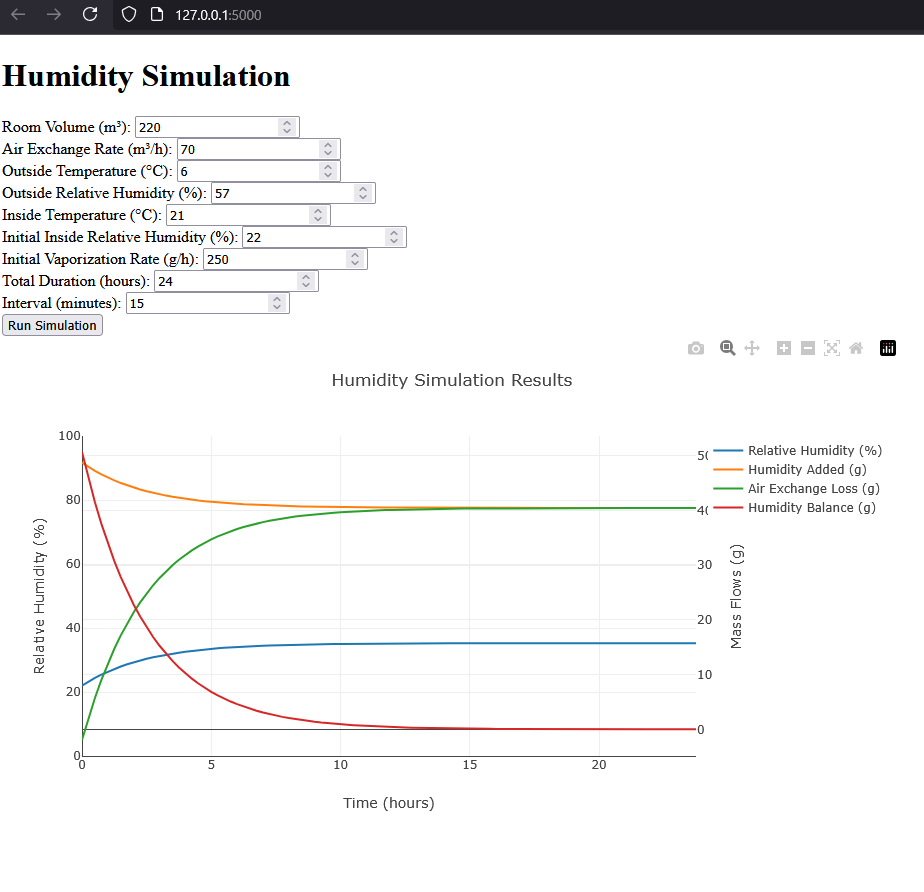 127.0.0.1:5000
Humidity Simulation
Room Volume (m³): 220
Air Exchange Rate (m³/h): 70
Outside Temperature (°C): 6
Outside Relative Humidity (%): 57
Inside Temperature (°C): 21
Initial Inside Relative Humidity (%): 22
Initial Vaporization Rate (g/h): 250
Total Duration (hours): 24
Interval (minutes): 15
Run Simulation
Humidity Simulation Results
Relative Humidity (%)
100
80
60
40
20
0
0
5
10
15
20
Time (hours)
50
40
30
20
10
0
Mass Flows (g)
Relative Humidity (%)
Humidity Added (g)
Air Exchange Loss (g)
Humidity Balance (g)